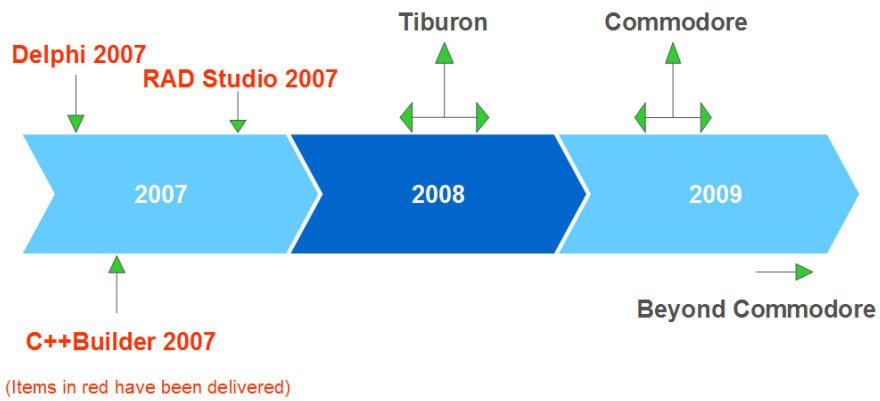 Tiburon
Commodore
Delphi 2007
RAD Studio 2007
2007
2008
2009
Beyond Commodore
C++Builder 2007
(Items in red have been delivered)